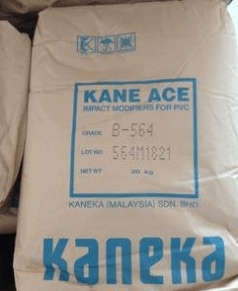 KANE ACE
IMPACT MODIFIERS FOR PVC
GRADE B-564
LOT NO 564M1821
NET WT 20 kg
KANEKA (MALAYSIA) SDN. BHD.
kaneka